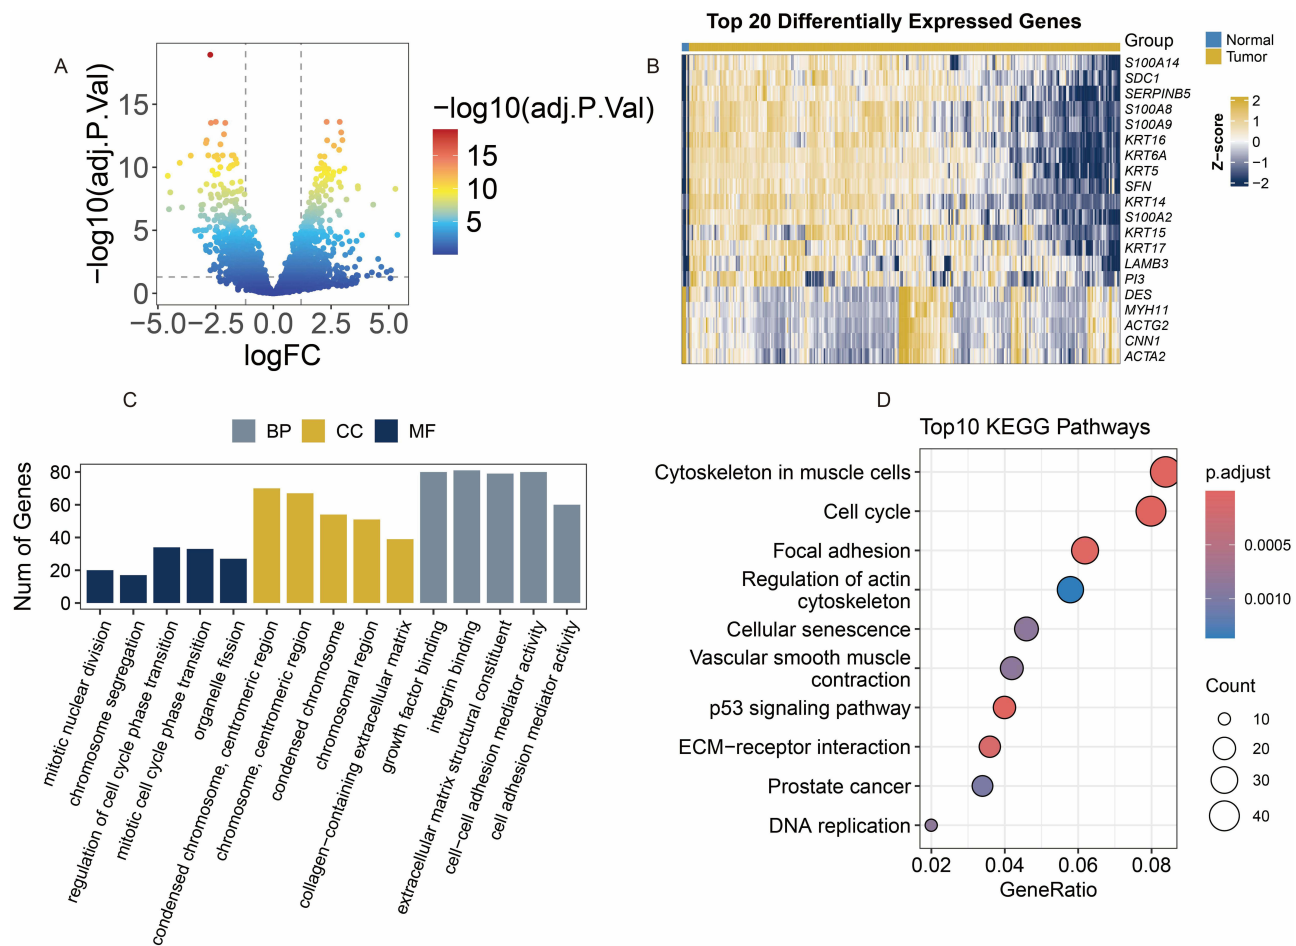 A
−log10(adj.P.Val)
15
10
5
0
−5.0
−2.5
0.0
2.5
5.0
logFC
−log10(adj.P.Val)
15
10
5
B
Top 20 Differentially Expressed Genes
Group
S100A14
SDC1
SERPINB5
S100A8
S100A9
KRT16
KRT6A
KRT5
SFN
KRT14
S100A2
KRT15
KRT17
LAMB3
PI3
DES
MYH11
ACTG2
CNN1
ACTA2
Normal
Tumor
Z−score
2
1
0
−1
−2
C
BP
CC
MF
Num of Genes
80
60
40
20
0
mitotic nuclear division
chromosome segregation
regulation of cell cycle phase transition
mitotic cell cycle phase transition
organelle fission
condensed chromosome, centromeric region
chromosome, centromeric region
condensed chromosome
chromosomal region
collagen−containing extracellular matrix
growth factor binding
integrin binding
extracellular matrix structural constituent
cell−cell adhesion mediator activity
cell adhesion mediator activity
D
Top10 KEGG Pathways
Cytoskeleton in muscle cells
Cell cycle
Focal adhesion
Regulation of actin
cytoskeleton
Cellular senescence
Vascular smooth muscle
contraction
p53 signaling pathway
ECM−receptor interaction
Prostate cancer
DNA replication
0.02
0.04
0.06
0.08
GeneRatio
p.adjust
0.0005
0.0010
Count
10
20
30
40